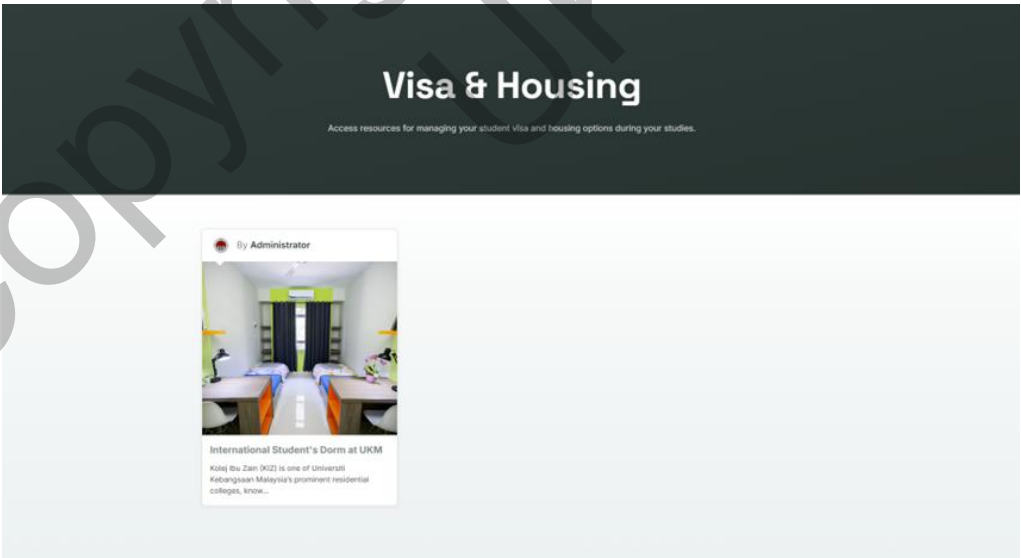 Visa & Housing
Access resources for managing your student visa and housing options during your studies.
By Administrator
International Student's Dorm at UKM
Kolej Ibu Zain (KIZ) is one of Universiti
Kebangsaan Malaysia's prominent residential
colleges, know...